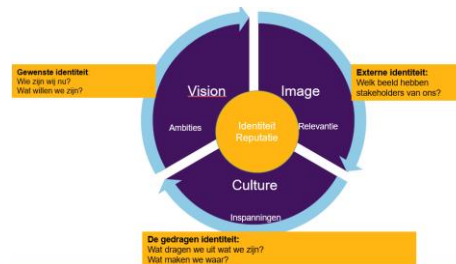 Gewenste identiteit
Wie zijn wij nu?
Wat willen we zijn?
Vision
Ambities
Image
Relevantie
Identiteit
Reputatie
Externe identiteit:
Welk beeld hebben
stakeholders van ons?
Culture
Inspanningen
De gedragen identiteit:
Wat dragen we uit wat we zijn?
Wat maken we waar?